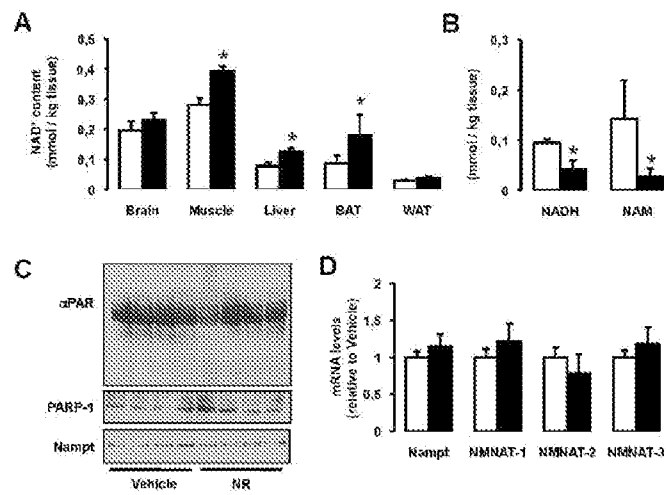 A
NAD⁺ content
(mmol / kg tissue)
0,5
0,4
0,3
0,2
0,1
0
*
*
*
Brain Muscle Liver BAT WAT
B
(mmol / kg tissue)
0,3
0,2
0,1
0
*
*
NADH NAM
C
αPAR
PARP-1
Nampt
Vehicle NR
D
mRNA levels
(relative to Vehicle)
2
1,5
1
0,5
0
Nampt NMNAT-1 NMNAT-2 NMNAT-3